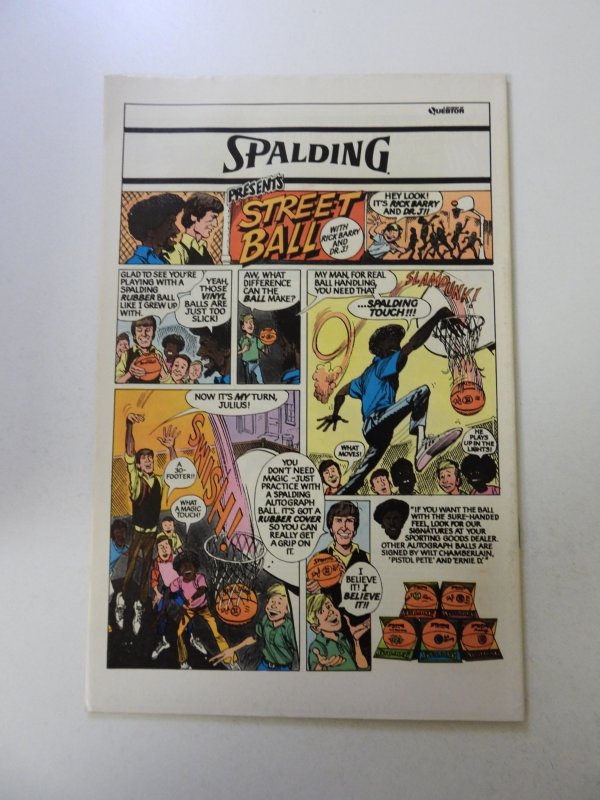 A DIVISION OF
QUESTOR
SPALDING
PRESENTS
STREET
BALL
WITH
RICK BARRY
AND
DR. J!
HEY LOOK!
IT'S RICK BARRY
AND DR. J!!
GLAD TO SEE YOU'RE
PLAYING WITH A
SPALDING
RUBBER BALL
LIKE I GREW UP
WITH.
YEAH,
THOSE
VINYL
BALLS ARE
JUST TOO
SLICK!
AW, WHAT
DIFFERENCE
CAN THE
BALL MAKE?
MY MAN, FOR REAL
BALL HANDLING,
YOU NEED THAT
...SPALDING
TOUCH!!!
SLAMDUNK!
WHAT
MOVES!
HE
PLAYS
UP IN THE
LIGHTS!
NOW IT'S MY TURN,
JULIUS!
SWISH!
A
30-
FOOTER!!
WHAT
A MAGIC
TOUCH!
YOU
DON'T NEED
MAGIC -JUST
PRACTICE WITH
A SPALDING
AUTOGRAPH
BALL. IT'S GOT A
RUBBER COVER
SO YOU CAN
REALLY GET
A GRIP ON
IT.
I
BELIEVE
IT! I
BELIEVE
IT!!
"IF YOU WANT THE BALL
WITH THE SURE-HANDED
FEEL, LOOK FOR OUR
SIGNATURES AT YOUR
SPORTING GOODS DEALER.
OTHER AUTOGRAPH BALLS ARE
SIGNED BY WILT CHAMBERLAIN,
'PISTOL PETE' AND 'ERNIE D.'